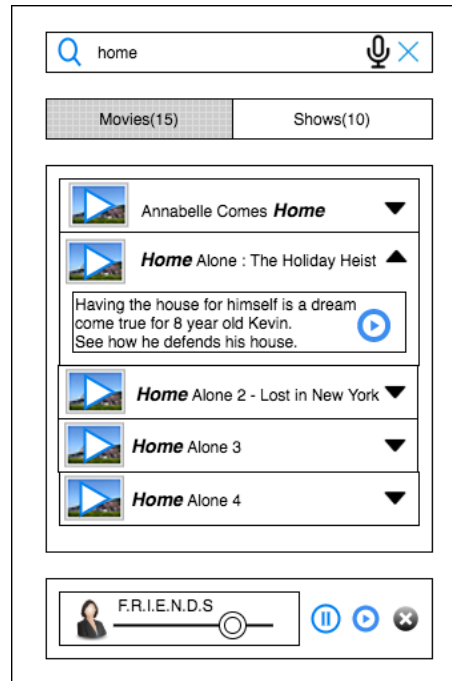 home
Movies(15)
Shows(10)
Annabelle Comes Home
Home Alone : The Holiday Heist
Having the house for himself is a dream
come true for 8 year old Kevin.
See how he defends his house.
Home Alone 2 - Lost in New York
Home Alone 3
Home Alone 4
F.R.I.E.N.D.S